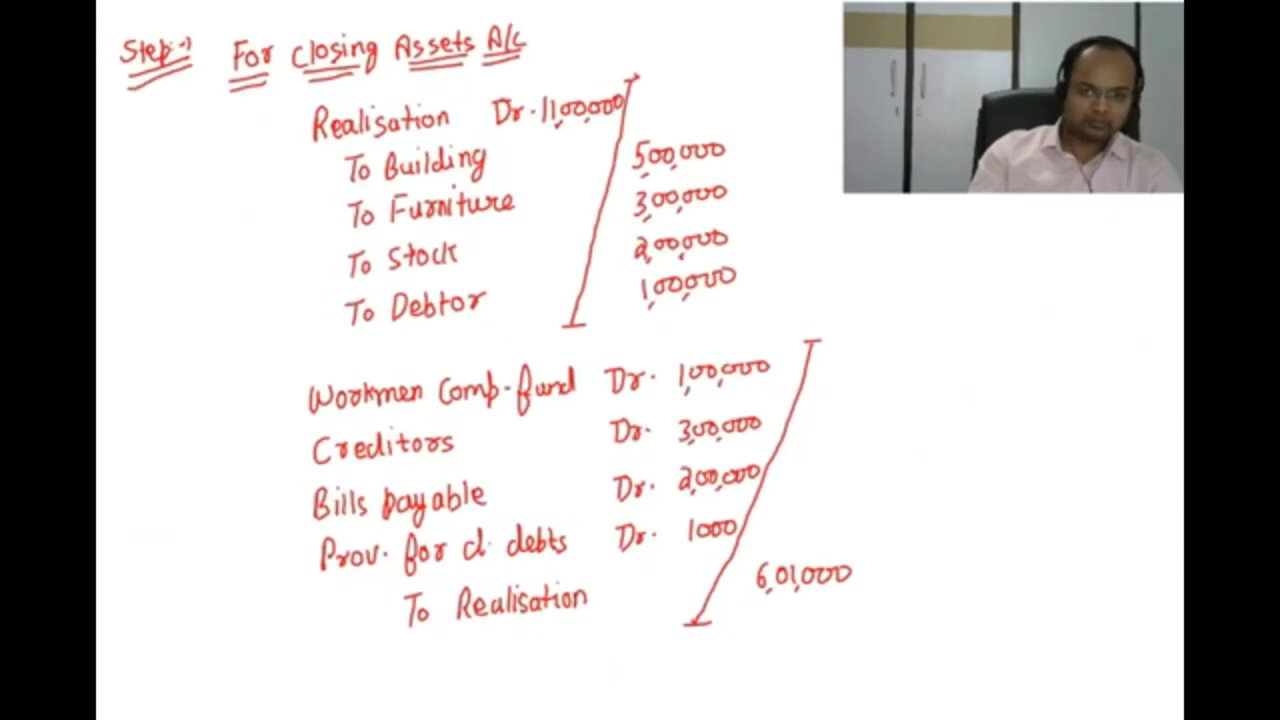 Step:-1 For Closing Assets A/c
Realisation Dr. 11,00,000
To Building 5,00,000
To Furniture 3,00,000
To Stock 2,00,000
To Debtor 1,00,000
Workmen Comp. fund Dr. 1,00,000
Creditors Dr. 3,00,000
Bills payable Dr. 2,00,000
Prov. for d. debts Dr. 1000
To Realisation 6,01,000